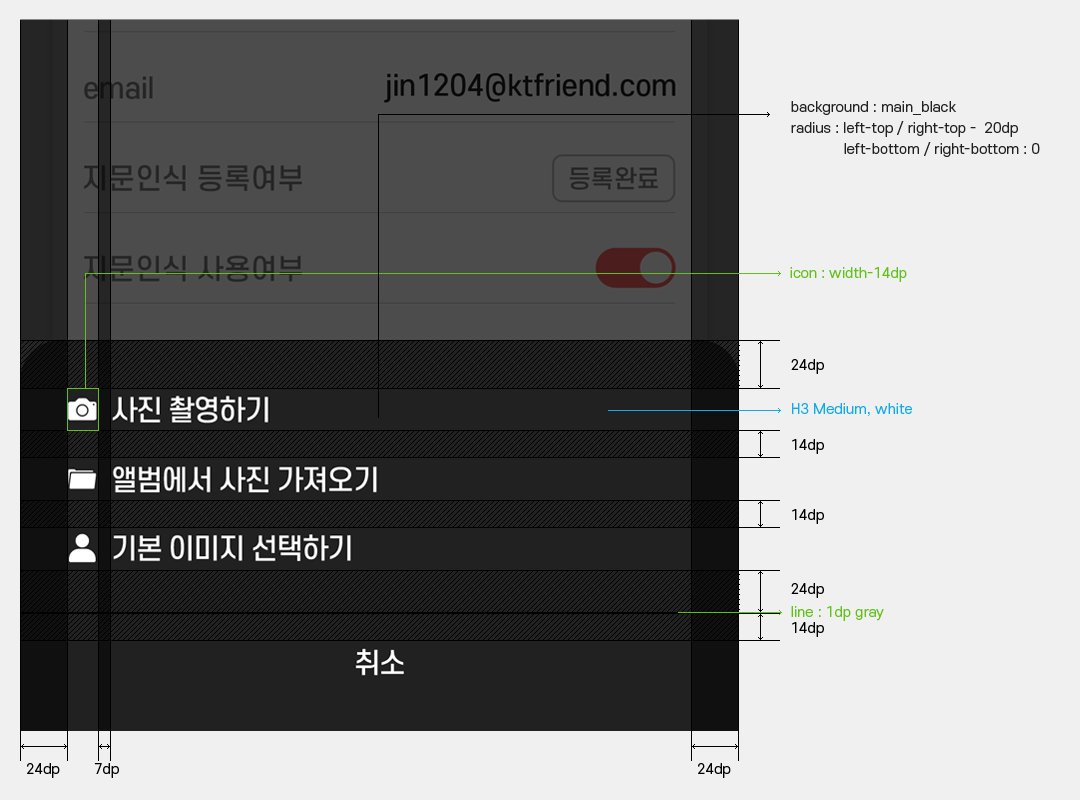 email
jin1204@ktfriend.com
background : main_black
radius : left-top / right-top - 20dp
left-bottom / right-bottom : 0
지문인식 등록여부
등록완료
지문인식 사용여부
icon : width-14dp
24dp
사진 촬영하기
H3 Medium, white
14dp
앨범에서 사진 가져오기
14dp
기본 이미지 선택하기
24dp
line : 1dp gray
14dp
취소
24dp
7dp
24dp